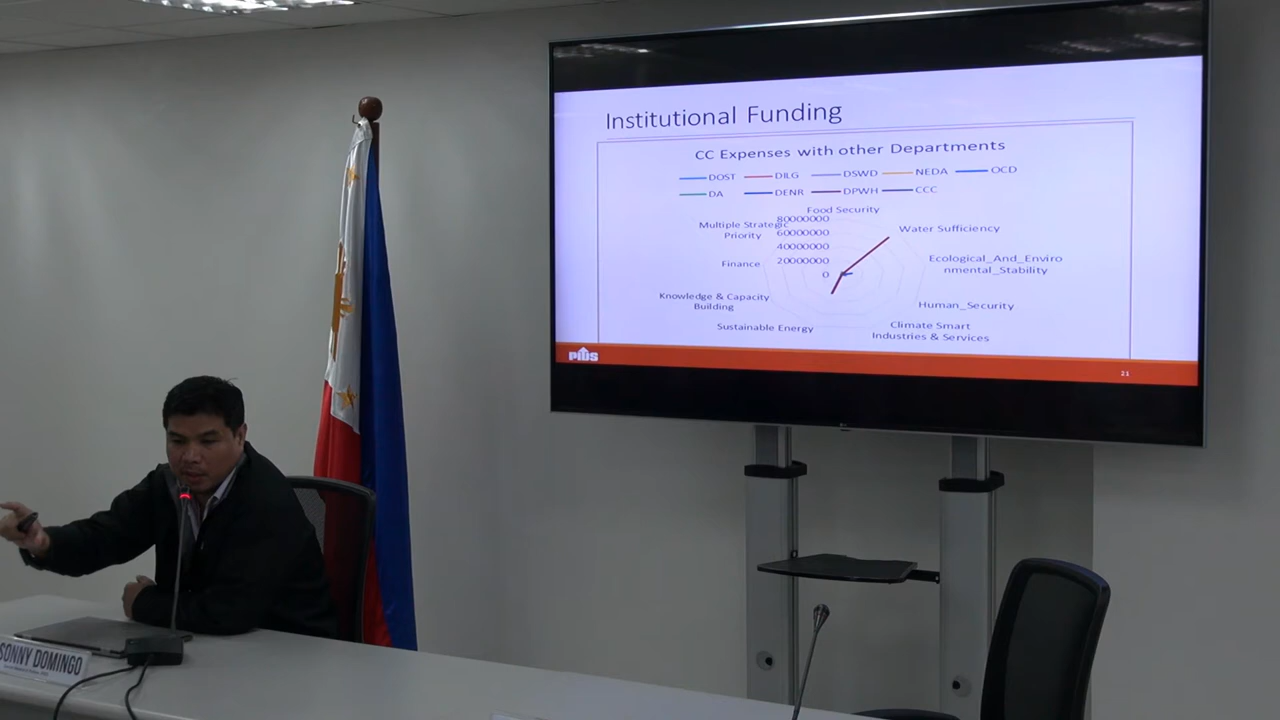 Institutional Funding
CC Expenses with other Departments
DOST DILG DSWD NEDA OCD
DA DENR DPWH CCC
Food Security
80000000
60000000
40000000
20000000
0
Water Sufficiency
Ecological_And_Enviro
nmental_Stability
Human_Security
Climate Smart
Industries & Services
Sustainable Energy
Knowledge & Capacity
Building
Finance
Multiple Strategic
Priority
PIDS
21
SONNY DOMINGO